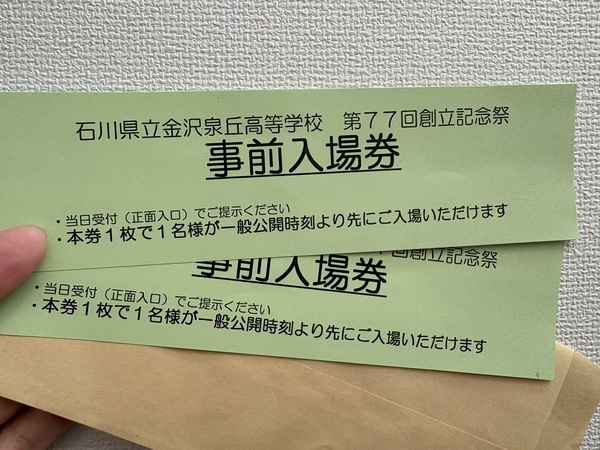 石川県立金沢泉丘高等学校　第７７回創立記念祭
事前入場券
・当日受付（正面入口）でご提示ください
・本券１枚で１名様が一般公開時刻より先にご入場いただけます
回創立記念祭
事前入場券
・当日受付（正面入口）でご提示ください
・本券１枚で１名様が一般公開時刻より先にご入場いただけます